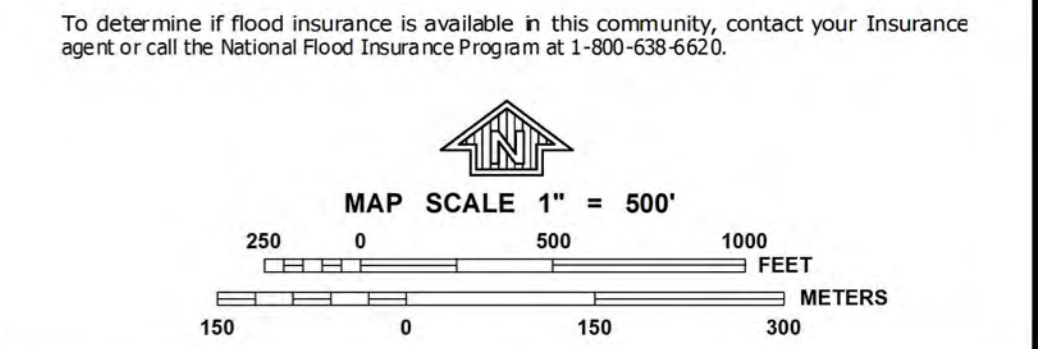 To determine if flood insurance is available in this community, contact your Insurance
agent or call the National Flood Insurance Program at 1-800-638-6620.
N
MAP SCALE 1" = 500'
250 0 500 1000
FEET
METERS
150 0 150 300